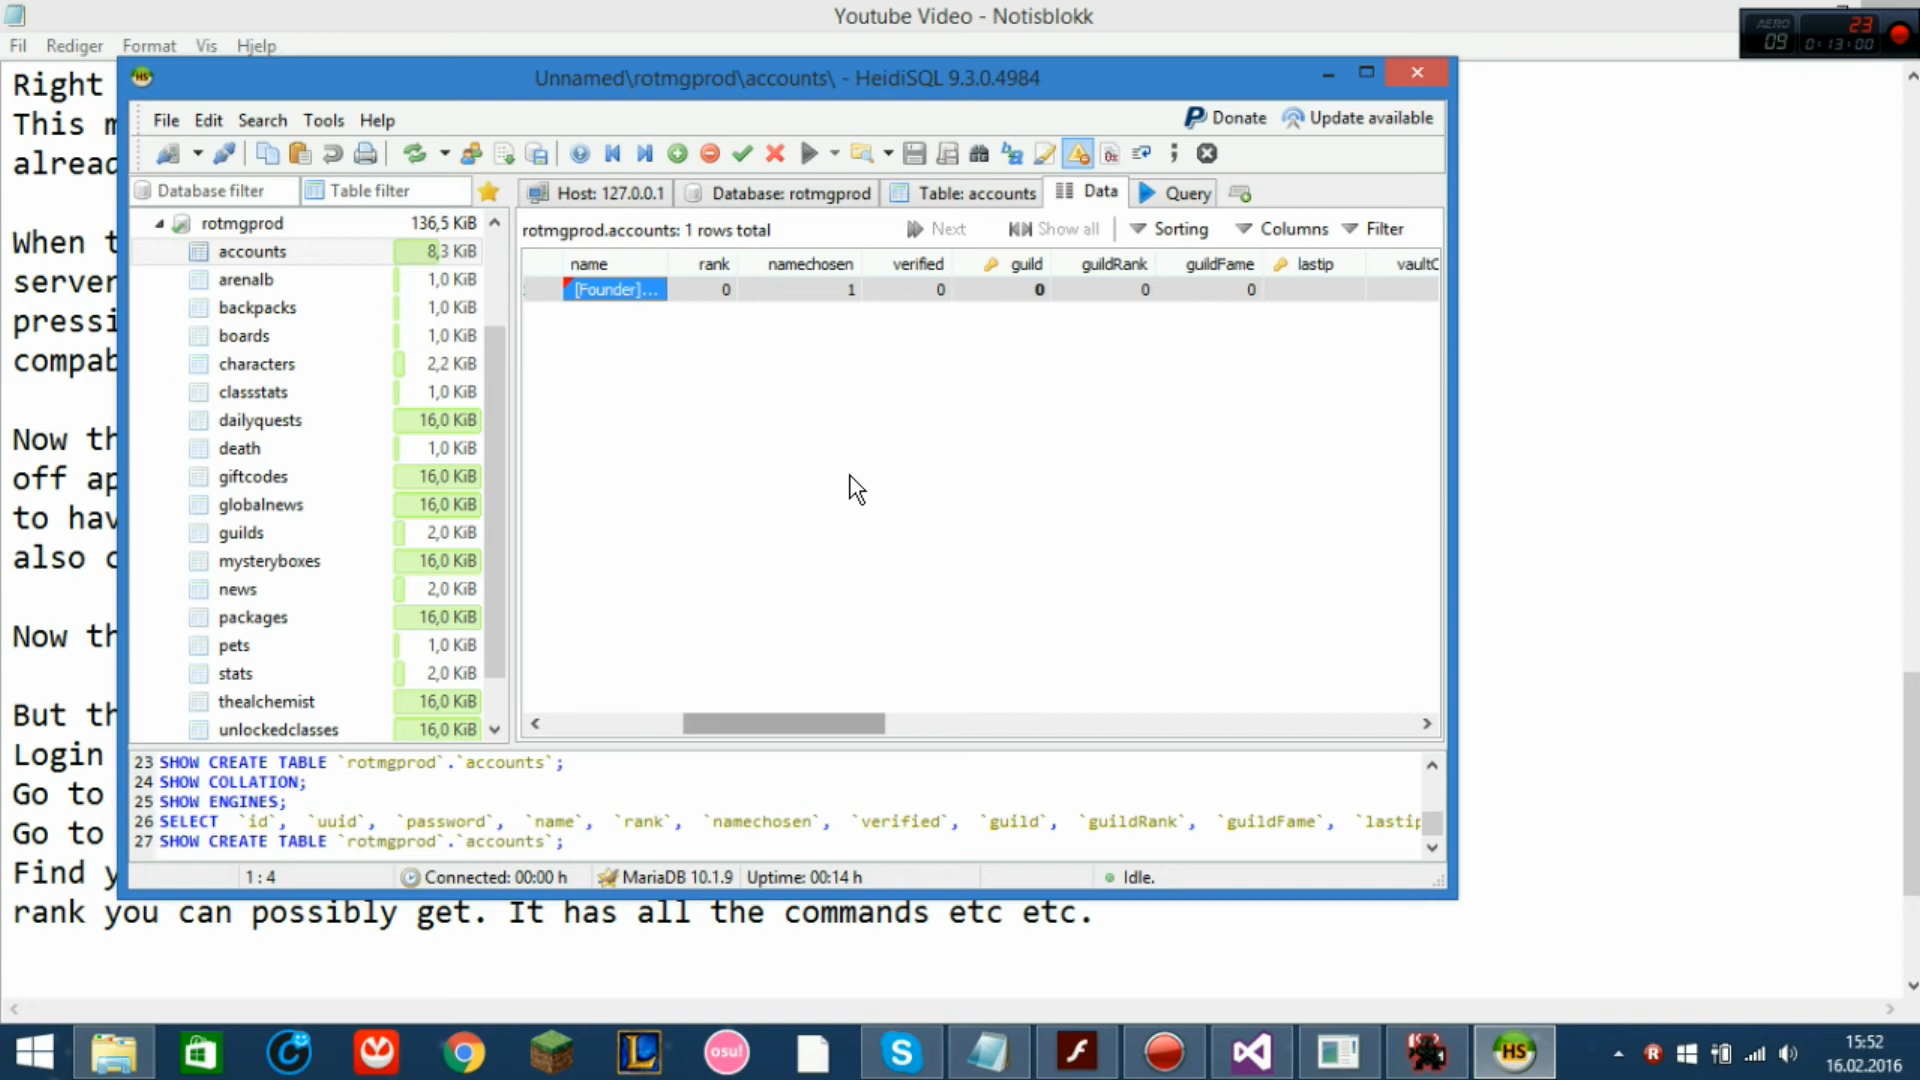 Youtube Video - Notisblokk
AERO
09
23
0:13:00
Fil Rediger Format Vis Hjelp
Right
This m
alread
When t
server
pressi
compab
Now th
off ap
to hav
also c
Now th
But th
Login
Go to
Go to
Find y
rank you can possibly get. It has all the commands etc etc.
HS
Unnamed\rotmgprod\accounts\ - HeidiSQL 9.3.0.4984
File Edit Search Tools Help
Donate Update available
Database filter Table filter
Host: 127.0.0.1 Database: rotmgprod Table: accounts Data Query
rotmgprod 136,5 KiB
accounts 8,3 KiB
arenalb 1,0 KiB
backpacks 1,0 KiB
boards 1,0 KiB
characters 2,2 KiB
classstats 1,0 KiB
dailyquests 16,0 KiB
death 1,0 KiB
giftcodes 16,0 KiB
globalnews 16,0 KiB
guilds 2,0 KiB
mysteryboxes 16,0 KiB
news 2,0 KiB
packages 16,0 KiB
pets 1,0 KiB
stats 2,0 KiB
thealchemist 16,0 KiB
unlockedclasses 16,0 KiB
rotmgprod.accounts: 1 rows total Next Show all Sorting Columns Filter
name rank namechosen verified guild guildRank guildFame lastip vaultC
[Founder]... 0 1 0 0 0 0
23 SHOW CREATE TABLE `rotmgprod`.`accounts`;
24 SHOW COLLATION;
25 SHOW ENGINES;
26 SELECT `id`, `uuid`, `password`, `name`, `rank`, `namechosen`, `verified`, `guild`, `guildRank`, `guildFame`, `lastip
27 SHOW CREATE TABLE `rotmgprod`.`accounts`;
1 : 4 Connected: 00:00 h MariaDB 10.1.9 Uptime: 00:14 h Idle.
osu!
HS
15:52
16.02.2016